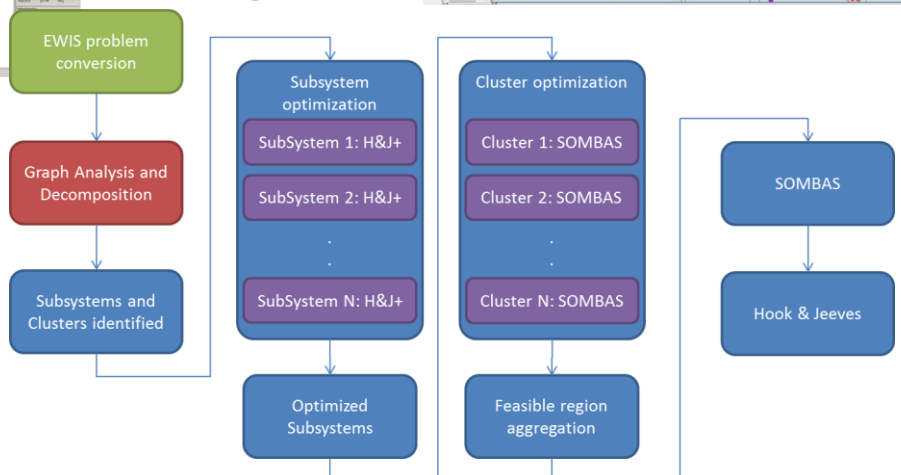 EWIS problem
conversion
Graph Analysis and
Decomposition
Subsystems and
Clusters identified
Subsystem
optimization
SubSystem 1: H&J+
SubSystem 2: H&J+
.
.
SubSystem N: H&J+
Optimized
Subsystems
Cluster optimization
Cluster 1: SOMBAS
Cluster 2: SOMBAS
.
.
Cluster N: SOMBAS
Feasible region
aggregation
SOMBAS
Hook & Jeeves